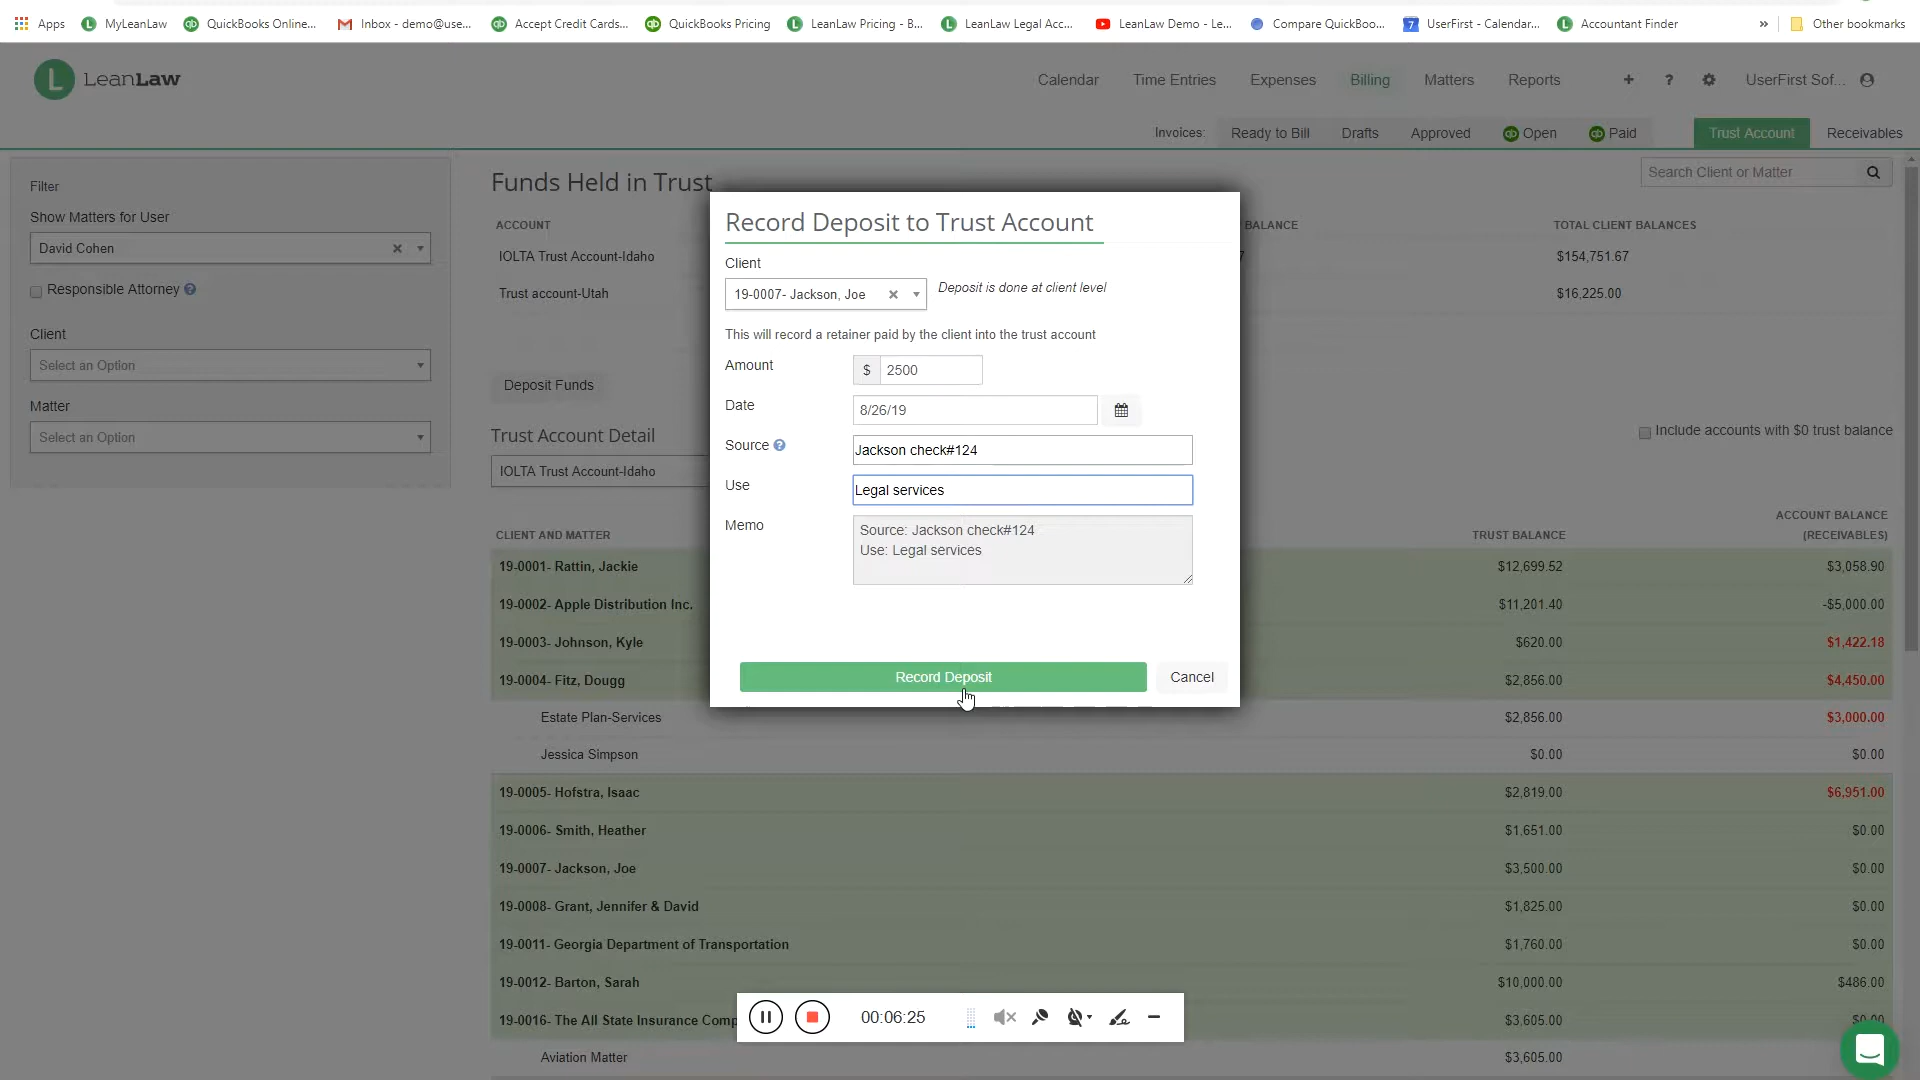 Apps MyLeanLaw QuickBooks Online... Inbox - demo@use... Accept Credit Cards... QuickBooks Pricing LeanLaw Pricing - B... LeanLaw Legal Acc... LeanLaw Demo - Le... Compare QuickBoo... UserFirst - Calendar... Accountant Finder » Other bookmarks
L LeanLaw Calendar Time Entries Expenses Billing Matters Reports + ? UserFirst Sof...
Invoices: Ready to Bill Drafts Approved Open Paid Trust Account Receivables
Filter
Show Matters for User
David Cohen
Responsible Attorney
Client
Select an Option
Matter
Select an Option
Funds Held in Trust
Search Client or Matter
ACCOUNT BALANCE TOTAL CLIENT BALANCES
IOLTA Trust Account-Idaho 7 $154,751.67
Trust account-Utah $16,225.00
Deposit Funds
Trust Account Detail
Include accounts with $0 trust balance
IOLTA Trust Account-Idaho
Record Deposit to Trust Account
Client
19-0007- Jackson, Joe
Deposit is done at client level
This will record a retainer paid by the client into the trust account
Amount $ 2500
Date 8/26/19
Source Jackson check#124
Use Legal services
Memo Source: Jackson check#124
Use: Legal services
Record Deposit Cancel
CLIENT AND MATTER TRUST BALANCE ACCOUNT BALANCE
(RECEIVABLES)
19-0001- Rattin, Jackie $12,699.52 $3,058.90
19-0002- Apple Distribution Inc. $11,201.40 -$5,000.00
19-0003- Johnson, Kyle $620.00 $1,422.18
19-0004- Fitz, Dougg $2,856.00 $4,450.00
Estate Plan-Services $2,856.00 $3,000.00
Jessica Simpson $0.00 $0.00
19-0005- Hofstra, Isaac $2,819.00 $6,951.00
19-0006- Smith, Heather $1,651.00 $0.00
19-0007- Jackson, Joe $3,500.00 $0.00
19-0008- Grant, Jennifer & David $1,825.00 $0.00
19-0011- Georgia Department of Transportation $1,760.00 $0.00
19-0012- Barton, Sarah $10,000.00 $486.00
19-0016- The All State Insurance Comp $3,605.00 $0.00
Aviation Matter $3,605.00 $0.00
00:06:25